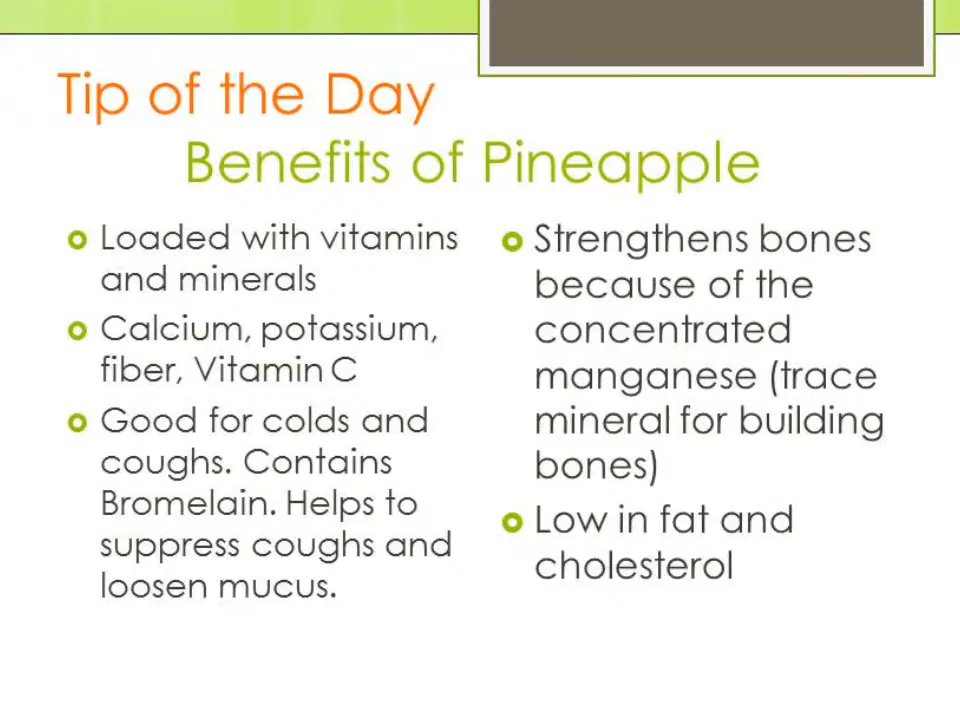 Tip of the Day
Benefits of Pineapple
Loaded with vitamins
and minerals
Calcium, potassium,
fiber, Vitamin C
Good for colds and
coughs. Contains
Bromelain. Helps to
suppress coughs and
loosen mucus.
Strengthens bones
because of the
concentrated
manganese (trace
mineral for building
bones)
Low in fat and
cholesterol